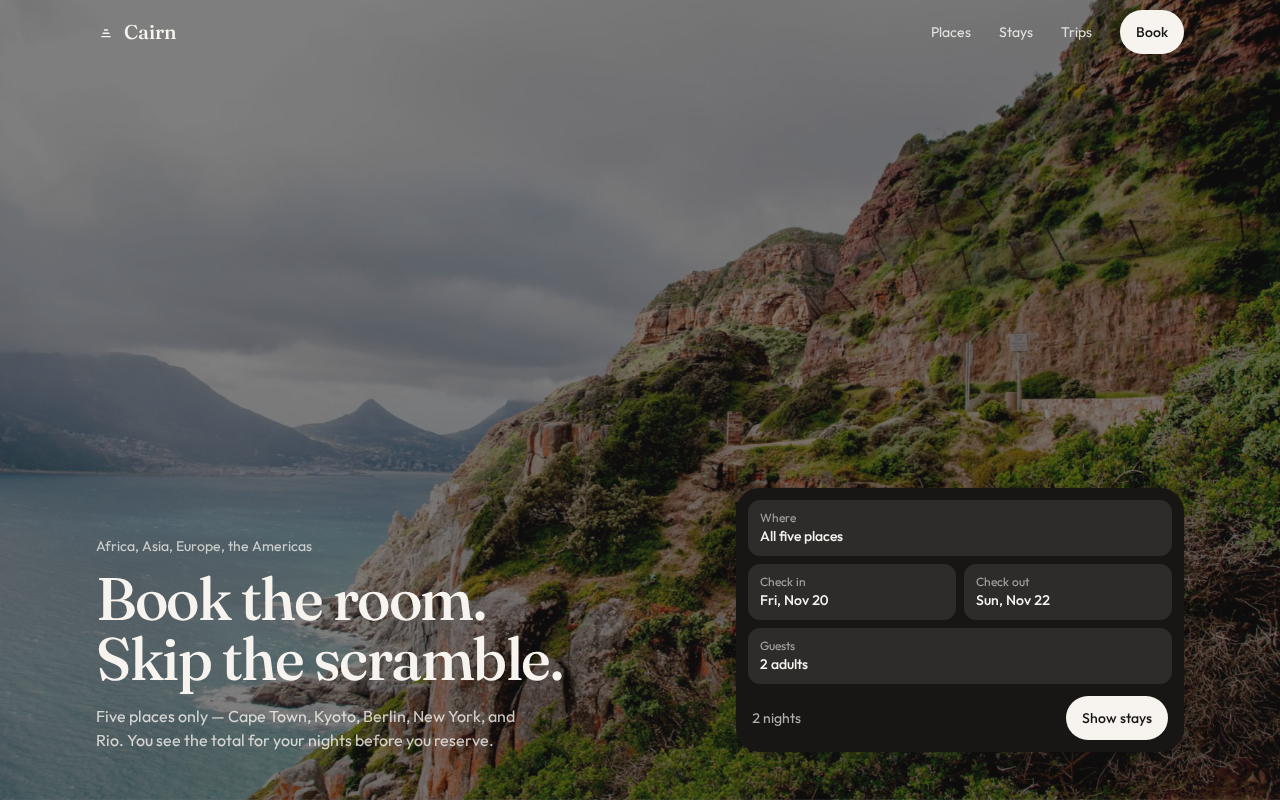 Cairn
Places
Stays
Trips
Book
Africa, Asia, Europe, the Americas
Book the room.
Skip the scramble.
Five places only — Cape Town, Kyoto, Berlin, New York, and
Rio. You see the total for your nights before you reserve.
Where
All five places
Check in
Fri, Nov 20
Check out
Sun, Nov 22
Guests
2 adults
2 nights
Show stays